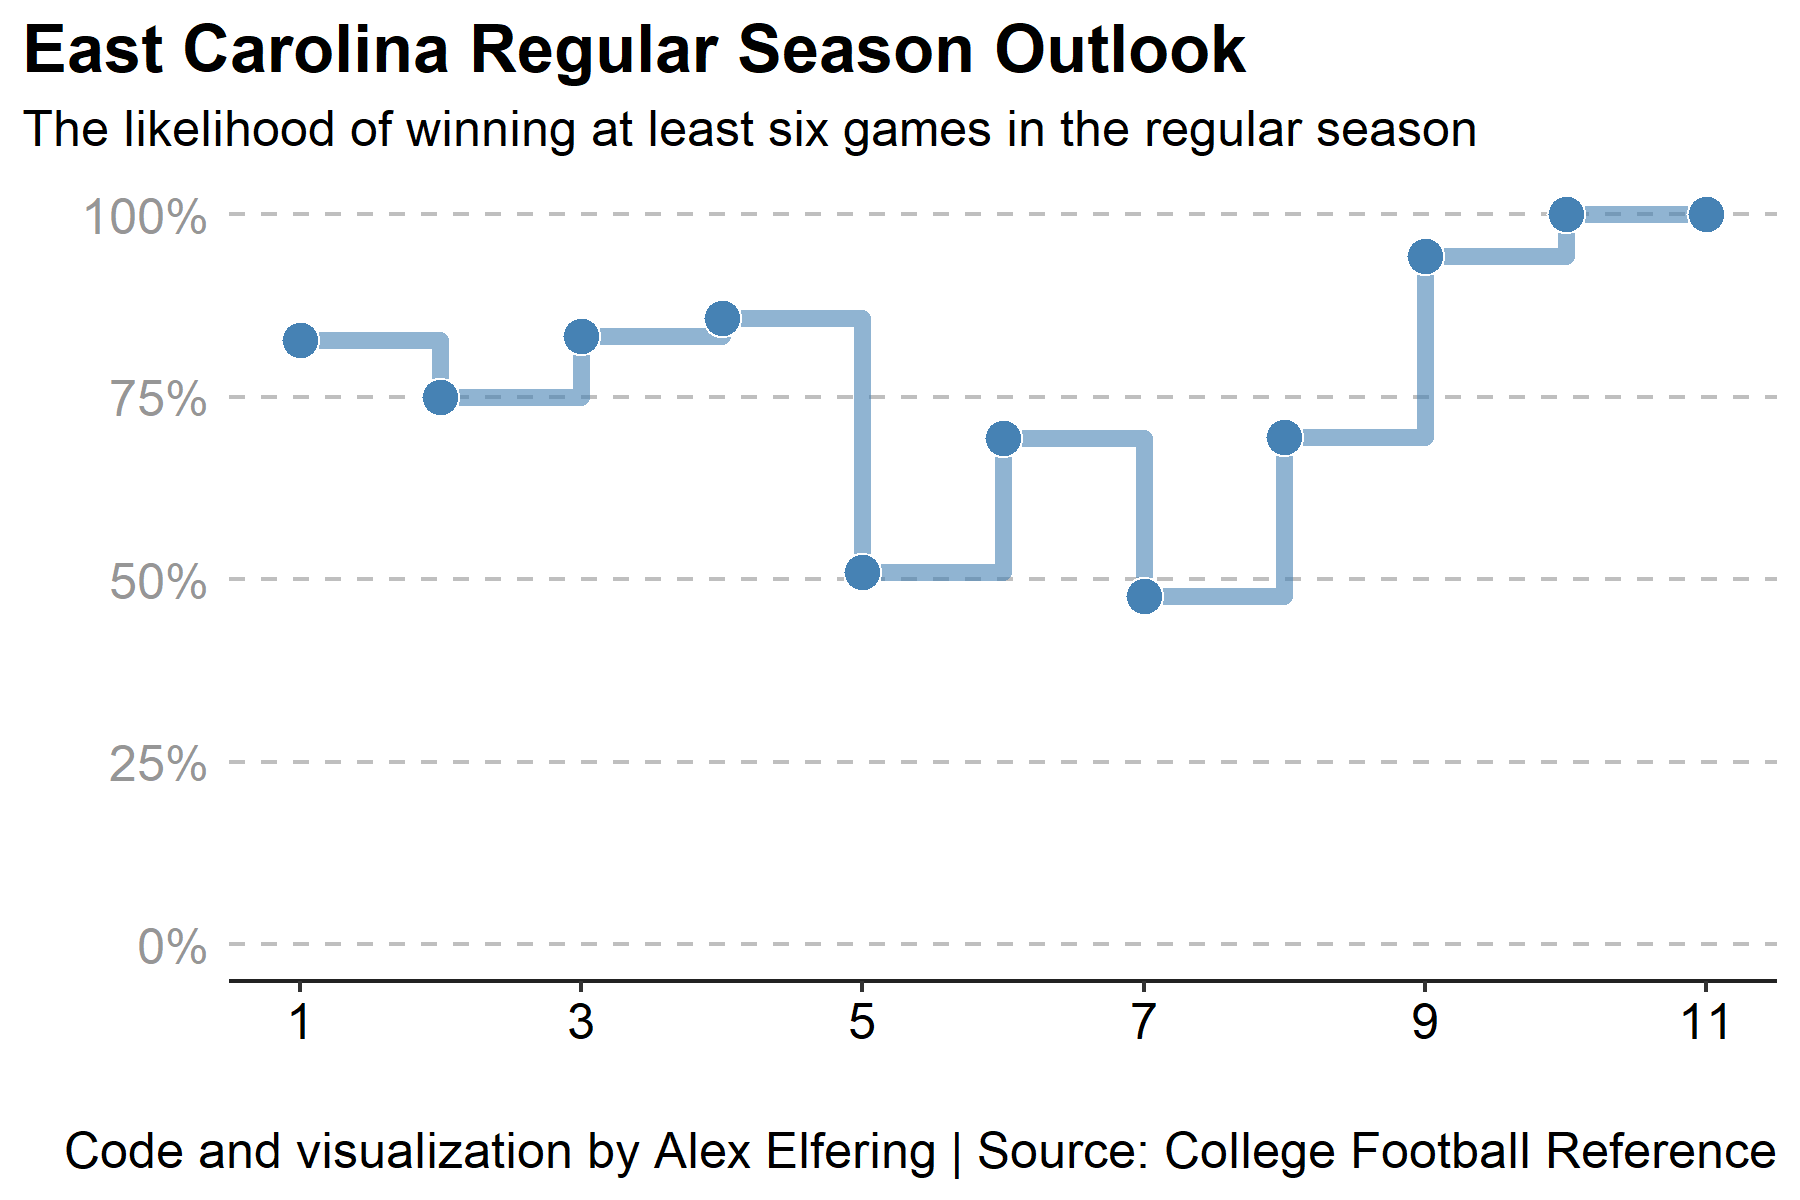 East Carolina Regular Season Outlook
The likelihood of winning at least six games in the regular season
100%
75%
50%
25%
0%
1 3 5 7 9 11
Code and visualization by Alex Elfering | Source: College Football Reference